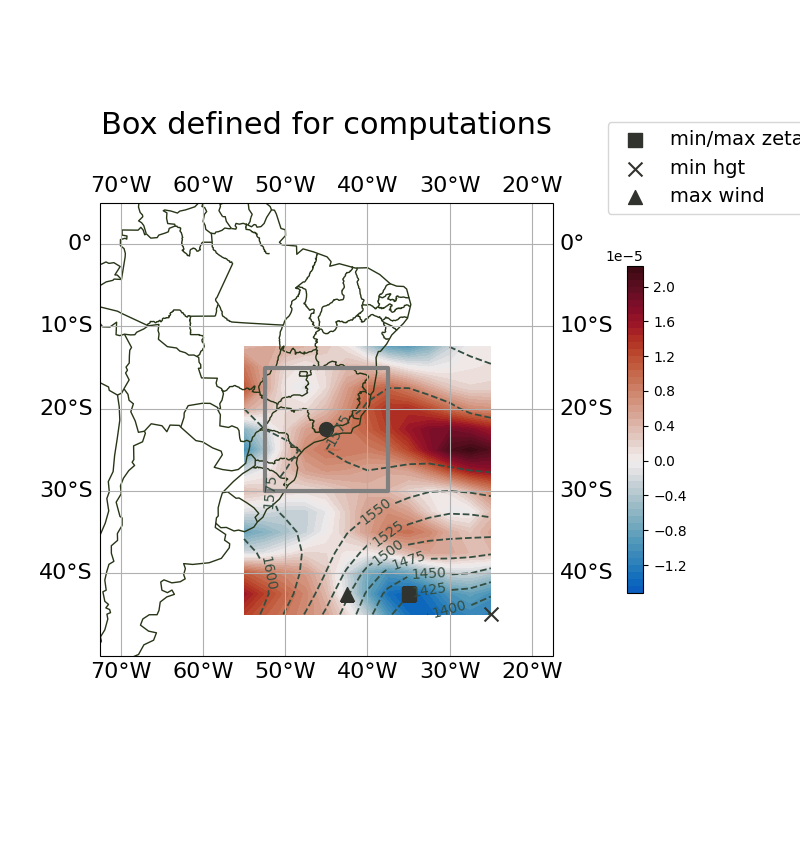 Box defined for computations
min/max zeta
min hgt
max wind
70°W 60°W 50°W 40°W 30°W 20°W
0° 0°
10°S 10°S
20°S 20°S
30°S 30°S
40°S 40°S
70°W 60°W 50°W 40°W 30°W 20°W
1e−5
2.0
1.6
1.2
0.8
0.4
0.0
−0.4
−0.8
−1.2
1575
1575
1550
1525
1500
1475
1600
1450
1425
1400